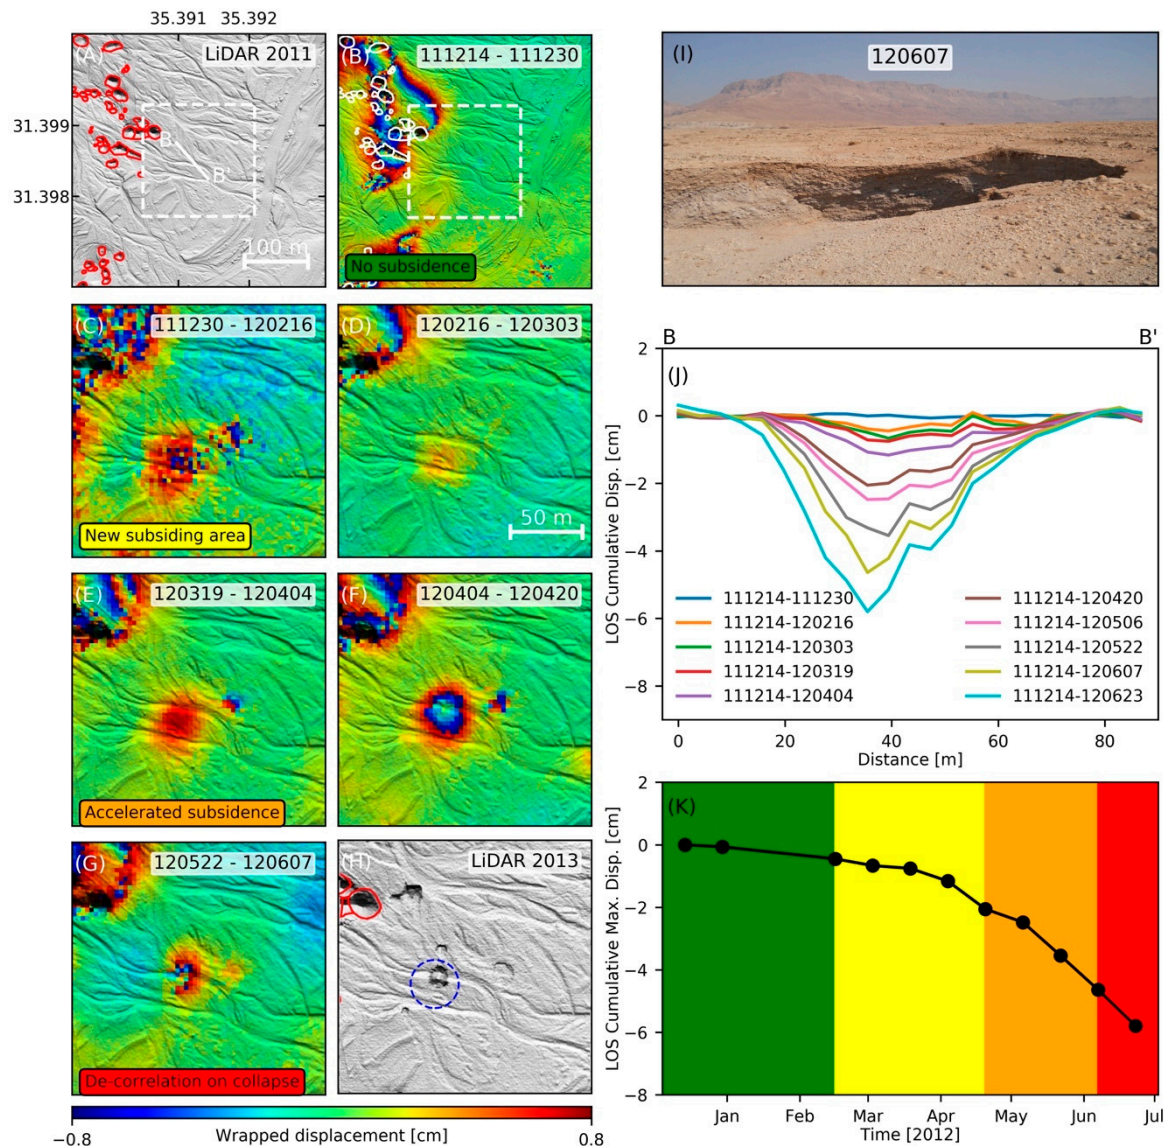 35.391 35.392
(A) LiDAR 2011
31.399
31.398
B
B'
100 m
(B) 111214 - 111230
No subsidence
(C) 111230 - 120216
New subsiding area
(D) 120216 - 120303
50 m
(E) 120319 - 120404
Accelerated subsidence
(F) 120404 - 120420
(G) 120522 - 120607
De-correlation on collapse
(H) LiDAR 2013
−0.8 Wrapped displacement [cm] 0.8
(I) 120607
B B'
(J)
LOS Cumulative Disp. [cm]
2
0
−2
−4
−6
−8
111214-111230
111214-120216
111214-120303
111214-120319
111214-120404
111214-120420
111214-120506
111214-120522
111214-120607
111214-120623
0 20 40 60 80
Distance [m]
(K)
LOS Cumulative Max. Disp. [cm]
2
0
−2
−4
−6
−8
Jan Feb Mar Apr May Jun Jul
Time [2012]